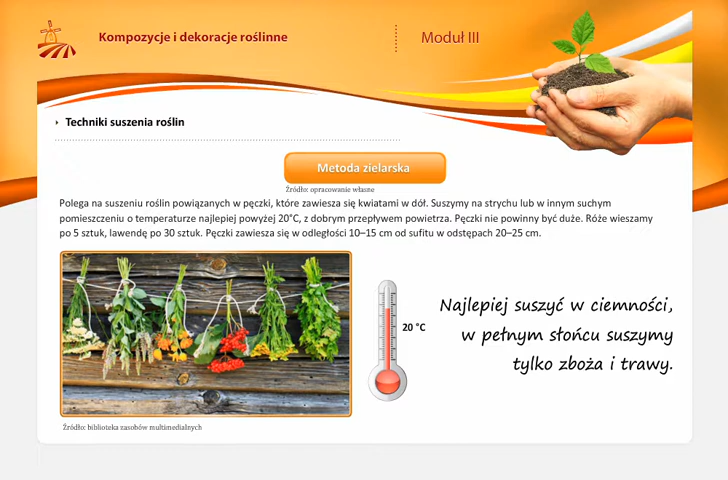 Kompozycje i dekoracje roślinne
Moduł III
Techniki suszenia roślin
Metoda zielarska
Źródło: opracowanie własne
Polega na suszeniu roślin powiązanych w pęczki, które zawiesza się kwiatami w dół. Suszymy na strychu lub w innym suchym
pomieszczeniu o temperaturze najlepiej powyżej 20°C, z dobrym przepływem powietrza. Pęczki nie powinny być duże. Róże wieszamy
po 5 sztuk, lawendę po 30 sztuk. Pęczki zawiesza się w odległości 10–15 cm od sufitu w odstępach 20–25 cm.
20 °C
Najlepiej suszyć w ciemności,
w pełnym słońcu suszymy
tylko zboża i trawy.
Źródło: biblioteka zasobów multimedialnych